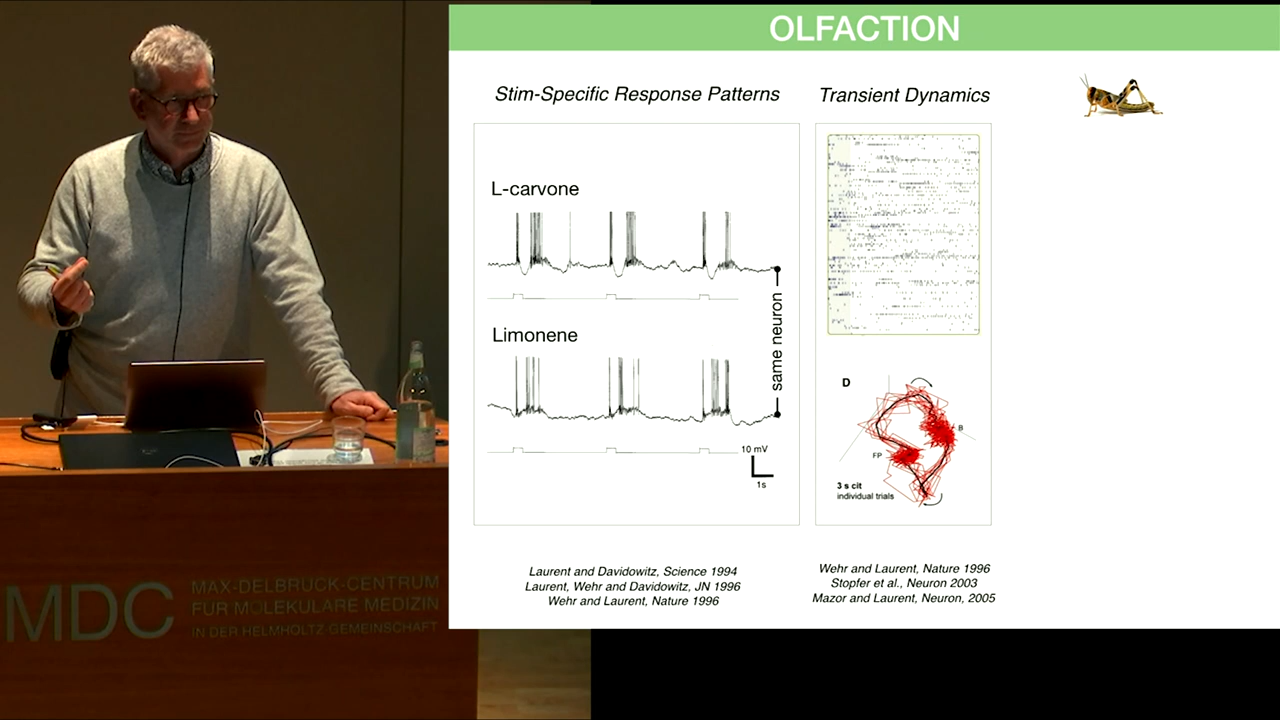 OLFACTION
Stim-Specific Response Patterns
Transient Dynamics
L-carvone
Limonene
same neuron
10 mV
1s
D
B
FP
3 s cit
individual trials
Laurent and Davidowitz, Science 1994
Laurent, Wehr and Davidowitz, JN 1996
Wehr and Laurent, Nature 1996
Wehr and Laurent, Nature 1996
Stopfer et al., Neuron 2003
Mazor and Laurent, Neuron, 2005
MDC
MAX-DELBRÜCK-CENTRUM
FÜR MOLEKULARE MEDIZIN
IN DER HELMHOLTZ-GEMEINSCHAFT